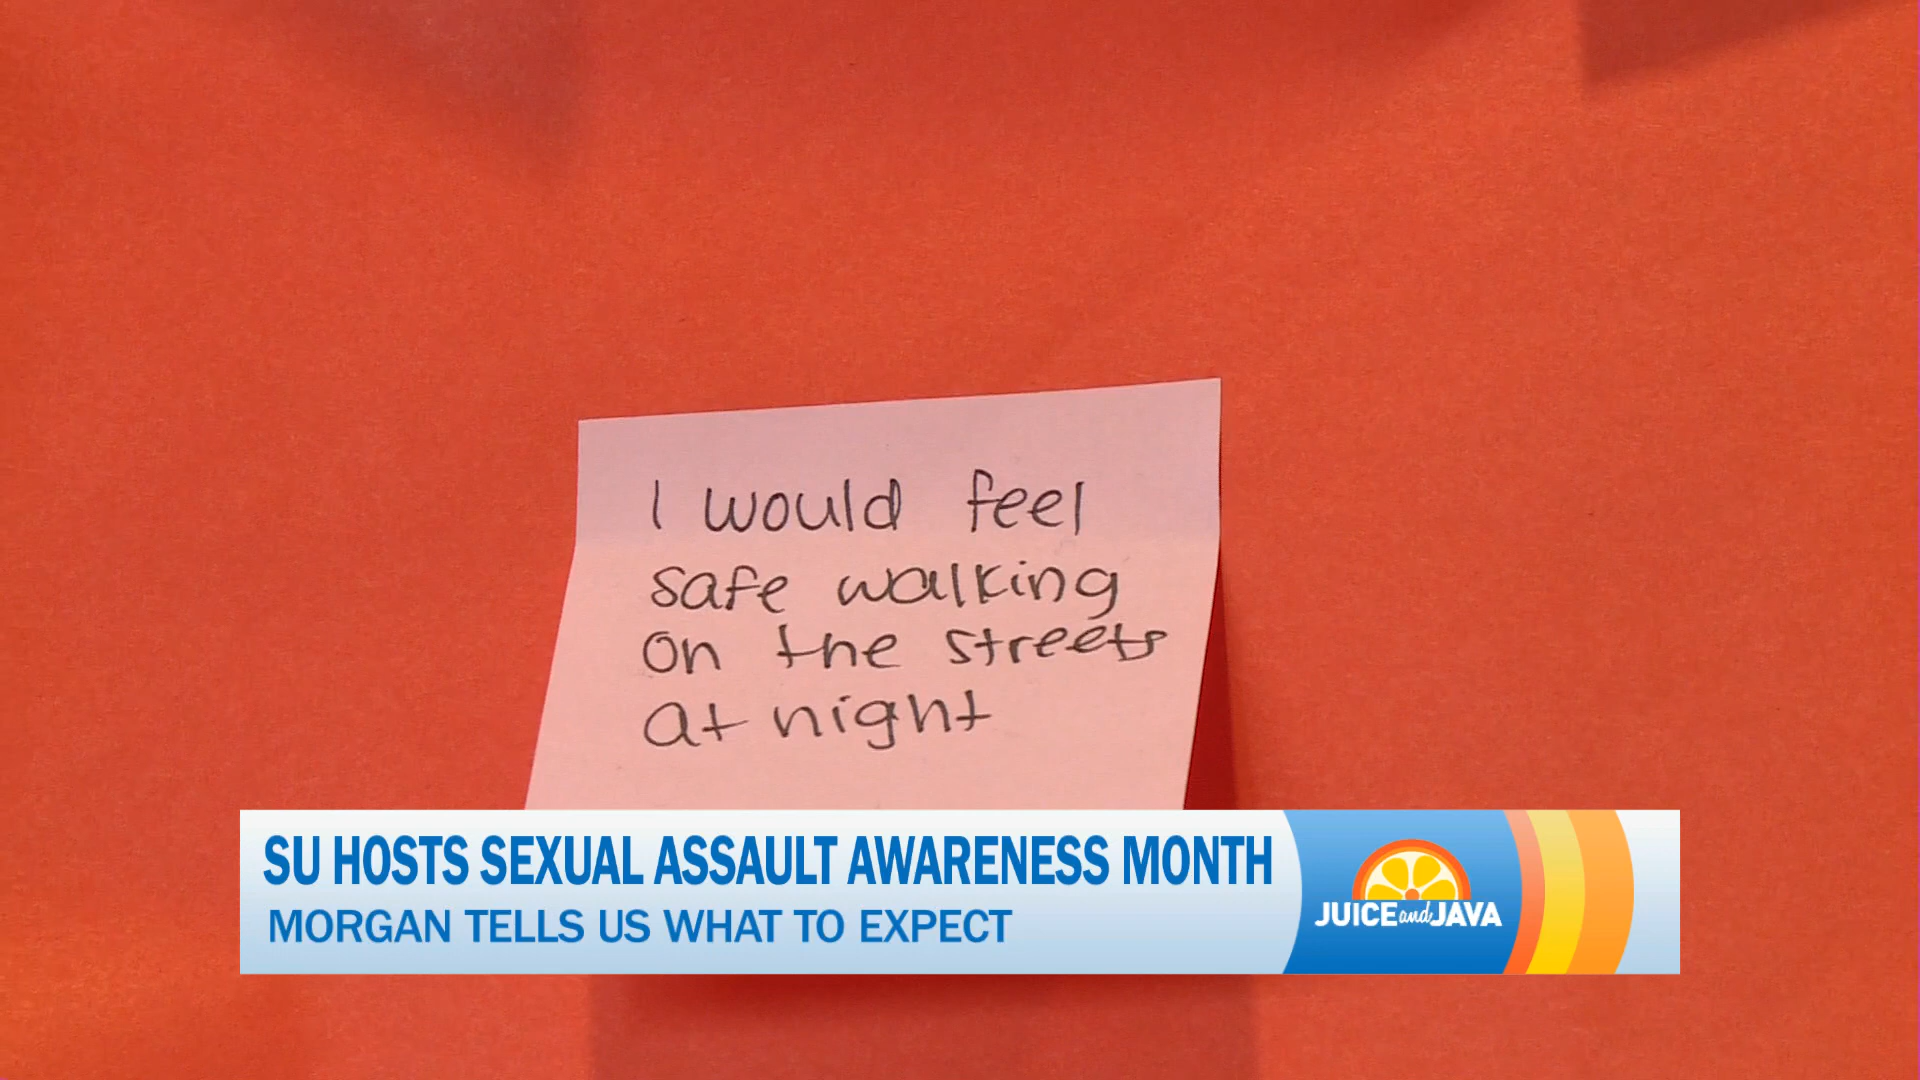 I would feel
safe walking
on the streets
at night
SU HOSTS SEXUAL ASSAULT AWARENESS MONTH
MORGAN TELLS US WHAT TO EXPECT
JUICE and JAVA